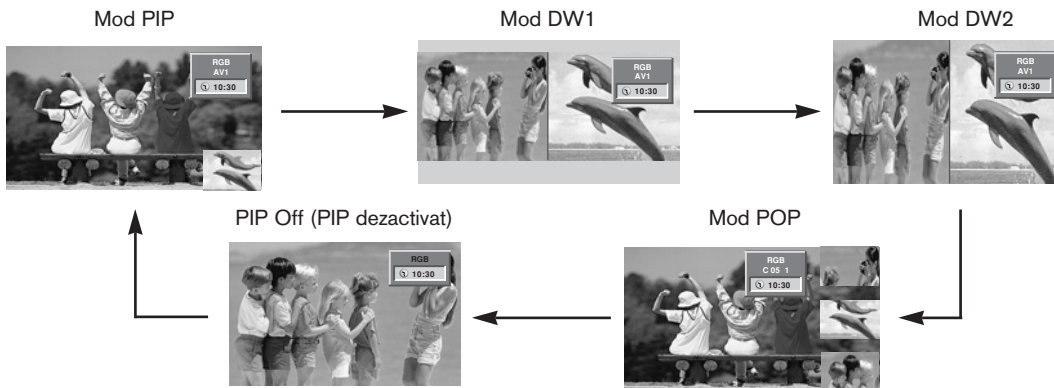 Mod PIP
Mod DW1
Mod DW2
RGB
AV1
10:30
RGB
AV1
10:30
RGB
AV1
10:30
PIP Off (PIP dezactivat)
Mod POP
RGB
10:30
RGB
C 05 1
10:30